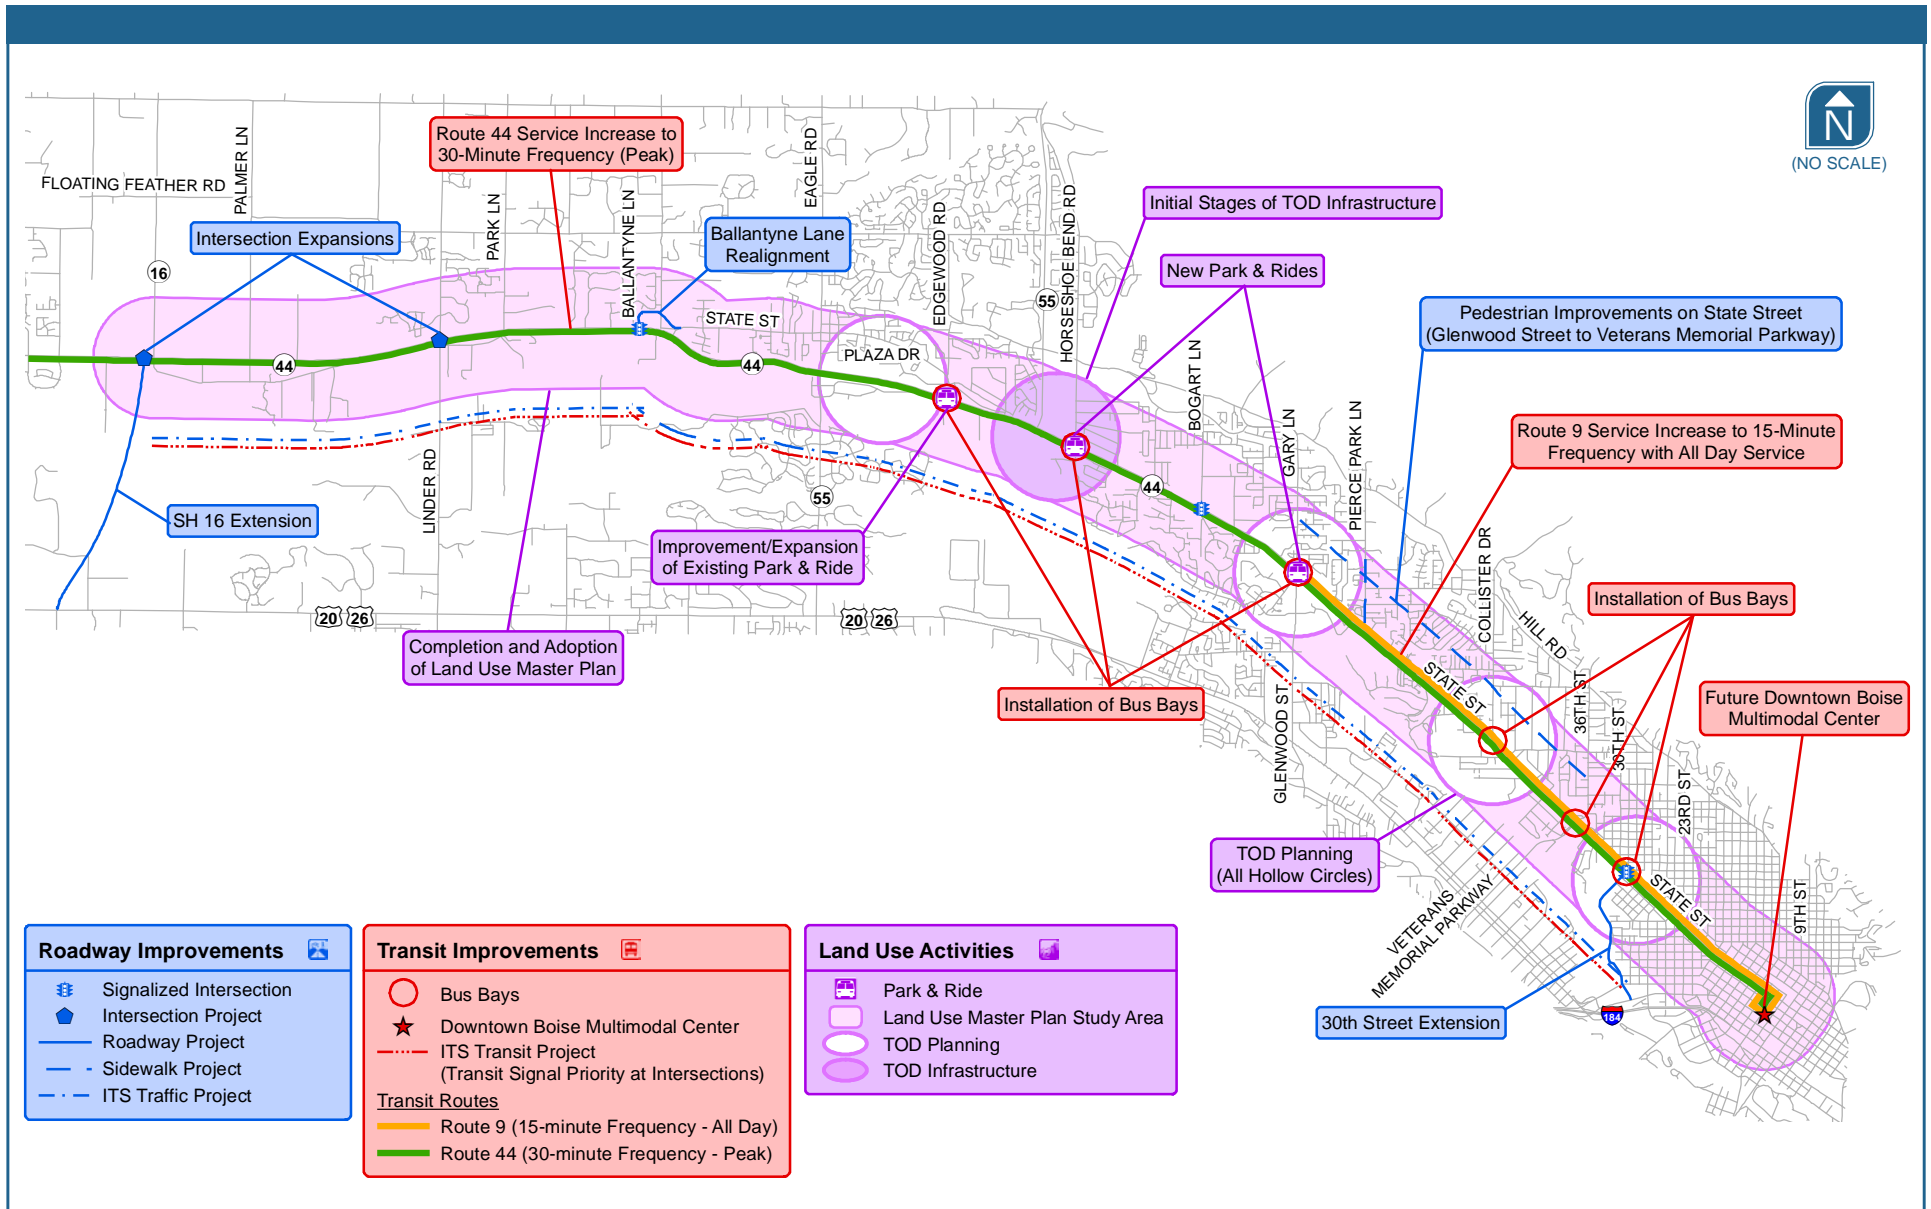 N
(NO SCALE)
FLOATING FEATHER RD
PALMER LN
Route 44 Service Increase to
30-Minute Frequency (Peak)
PARK LN
BALLANTYNE LN
EAGLE RD
EDGEWOOD RD
HORSESHOE BEND RD
Intersection Expansions
Ballantyne Lane
Realignment
Initial Stages of TOD Infrastructure
New Park & Rides
16
55
STATE ST
PLAZA DR
44
44
Pedestrian Improvements on State Street
(Glenwood Street to Veterans Memorial Parkway)
BOGART LN
GARY LN
PIERCE PARK LN
Route 9 Service Increase to 15-Minute
Frequency with All Day Service
LINDER RD
SH 16 Extension
55
44
Improvement/Expansion
of Existing Park & Ride
COLLISTER DR
HILL RD
Installation of Bus Bays
20 26
20 26
Completion and Adoption
of Land Use Master Plan
Installation of Bus Bays
GLENWOOD ST
STATE ST
36TH ST
30TH ST
Future Downtown Boise
Multimodal Center
23RD ST
TOD Planning
(All Hollow Circles)
VETERANS
MEMORIAL PARKWAY
STATE ST
9TH ST
30th Street Extension
184
Roadway Improvements
Signalized Intersection
Intersection Project
Roadway Project
Sidewalk Project
ITS Traffic Project
Transit Improvements
Bus Bays
Downtown Boise Multimodal Center
ITS Transit Project
(Transit Signal Priority at Intersections)
Transit Routes
Route 9 (15-minute Frequency - All Day)
Route 44 (30-minute Frequency - Peak)
Land Use Activities
Park & Ride
Land Use Master Plan Study Area
TOD Planning
TOD Infrastructure